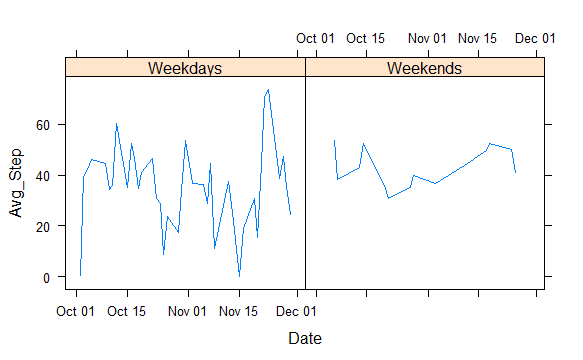 Oct 01 Oct 15 Nov 01 Nov 15 Dec 01
Weekdays Weekends
Avg_Step
60
40
20
0
Oct 01 Oct 15 Nov 01 Nov 15 Dec 01
Date